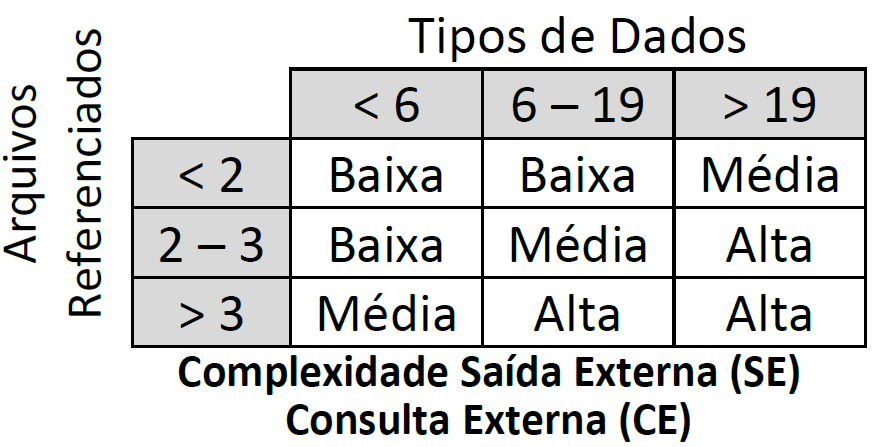 Tipos de Dados
Arquivos
Referenciados
< 6 6 – 19 > 19
< 2 Baixa Baixa Média
2 – 3 Baixa Média Alta
> 3 Média Alta Alta
Complexidade Saída Externa (SE)
Consulta Externa (CE)